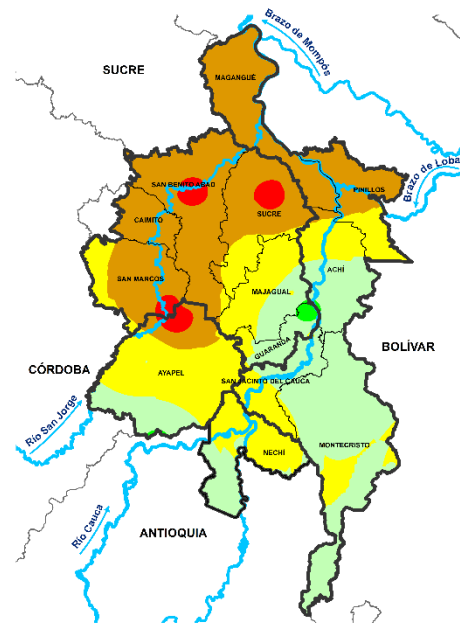 Brazo de Mompós
SUCRE
MAGANGUÉ
Brazo de Loba
SAN BENITO ABAD
PINILLOS
SUCRE
CAIMITO
ACHÍ
SAN MARCOS
MAJAGUAL
BOLÍVAR
GUARANDA
CÓRDOBA
AYAPEL
SAN JACINTO DEL CAUCA
Río San Jorge
MONTECRISTO
NECHÍ
Río Cauca
ANTIOQUIA